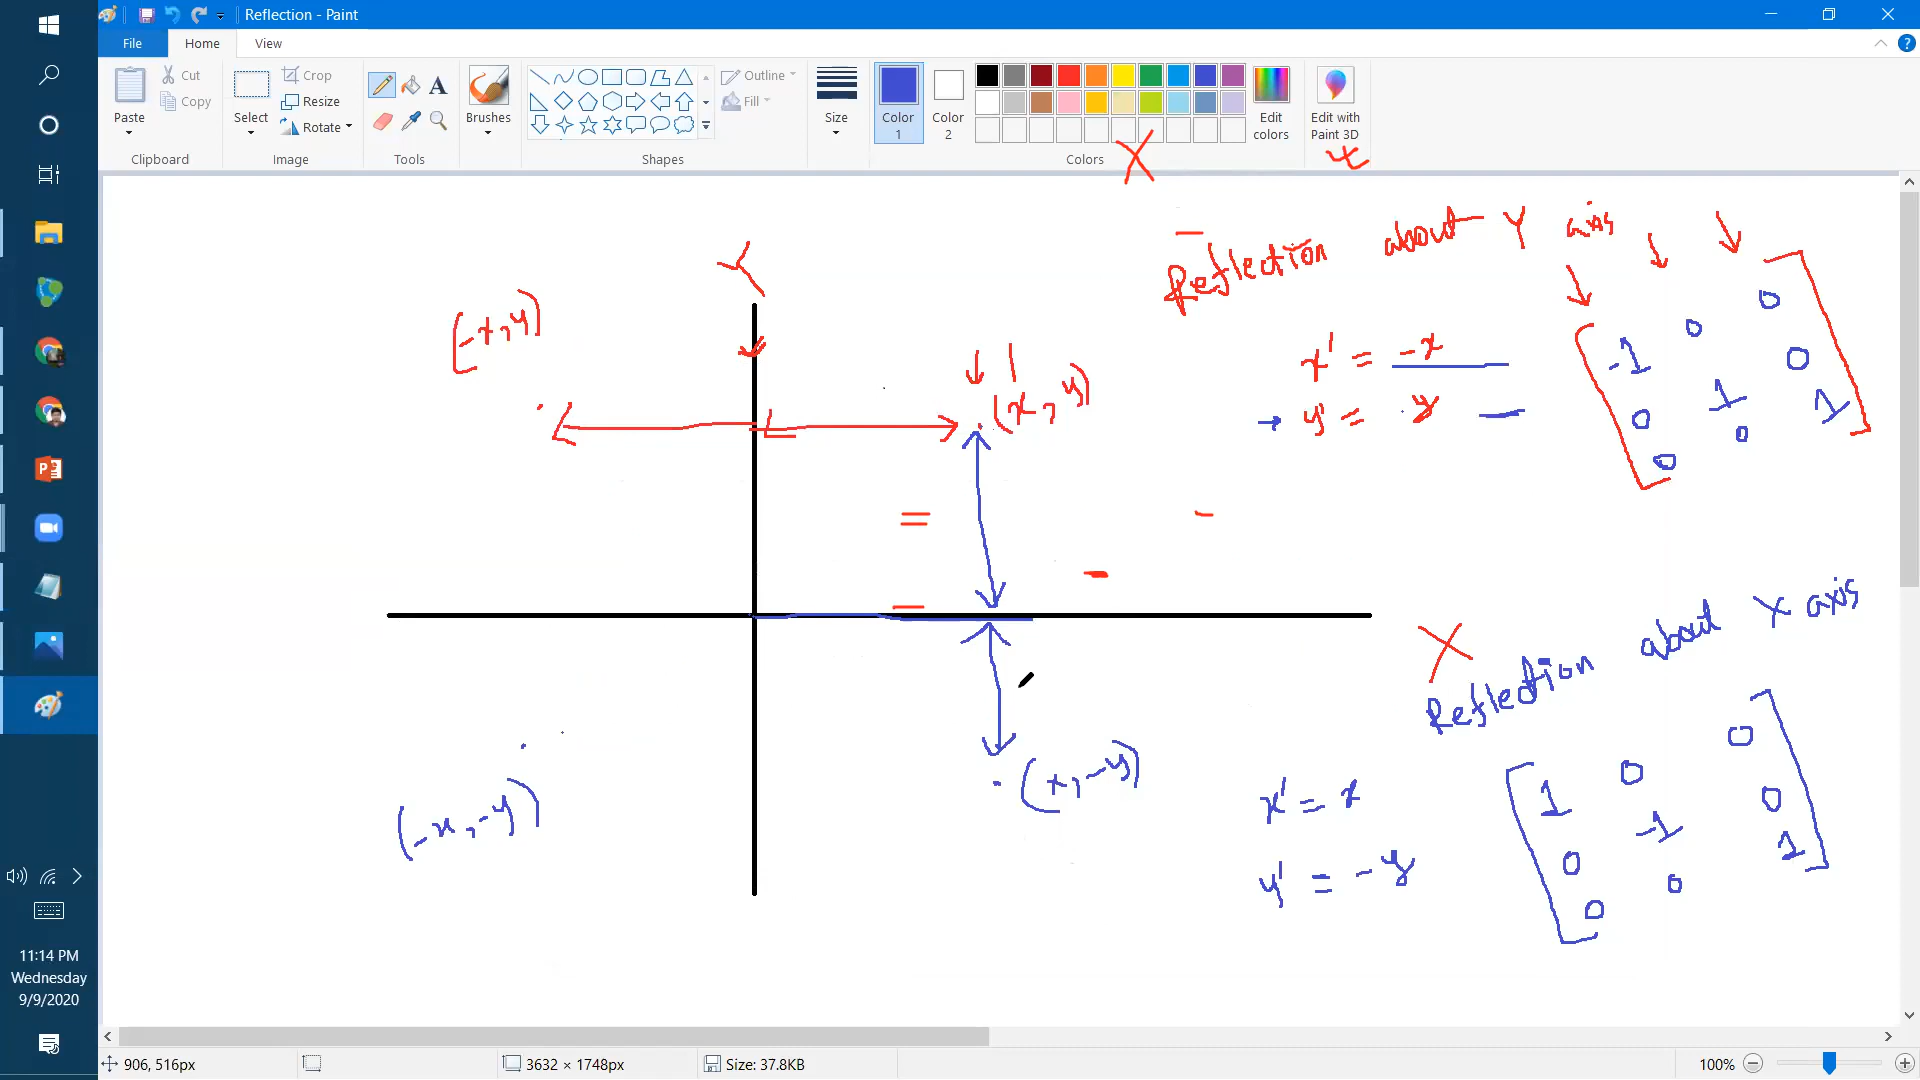 Reflection - Paint
File Home View
Paste
Cut
Copy
Clipboard
Select
Crop
Resize
Rotate
Image
A
Tools
Brushes
Outline
Fill
Shapes
Size
Color 1
Color 2
Edit colors
Colors
Edit with Paint 3D
X
Y
Reflection about Y axis
(-x, y)
(x, y)
x' = -x
y' = y
-1 0 0
0 1 0
0 0 1
=
-
X
Reflection about X axis
(x, -y)
(-x, -y)
x' = x
y' = -y
1 0 0
0 -1 0
0 0 1
11:14 PM
Wednesday
9/9/2020
906, 516px
3632 × 1748px
Size: 37.8KB
100%